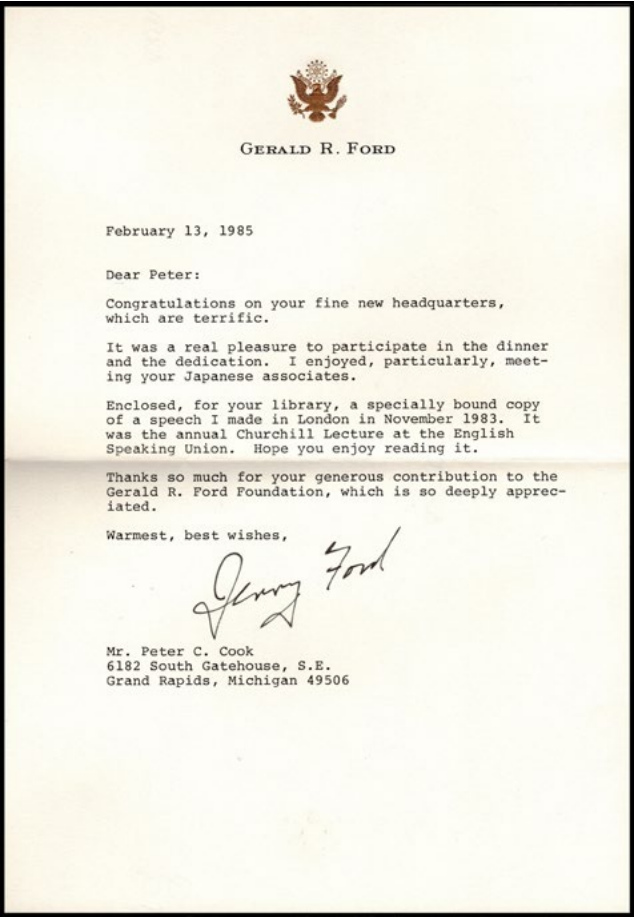 GERALD R. FORD
February 13, 1985
Dear Peter:
Congratulations on your fine new headquarters,
which are terrific.
It was a real pleasure to participate in the dinner
and the dedication.  I enjoyed, particularly, meet-
ing your Japanese associates.
Enclosed, for your library, a specially bound copy
of a speech I made in London in November 1983.  It
was the annual Churchill Lecture at the English
Speaking Union.  Hope you enjoy reading it.
Thanks so much for your generous contribution to the
Gerald R. Ford Foundation, which is so deeply apprec-
iated.
Warmest, best wishes,
Jerry Ford
Mr. Peter C. Cook
6182 South Gatehouse, S.E.
Grand Rapids, Michigan 49506